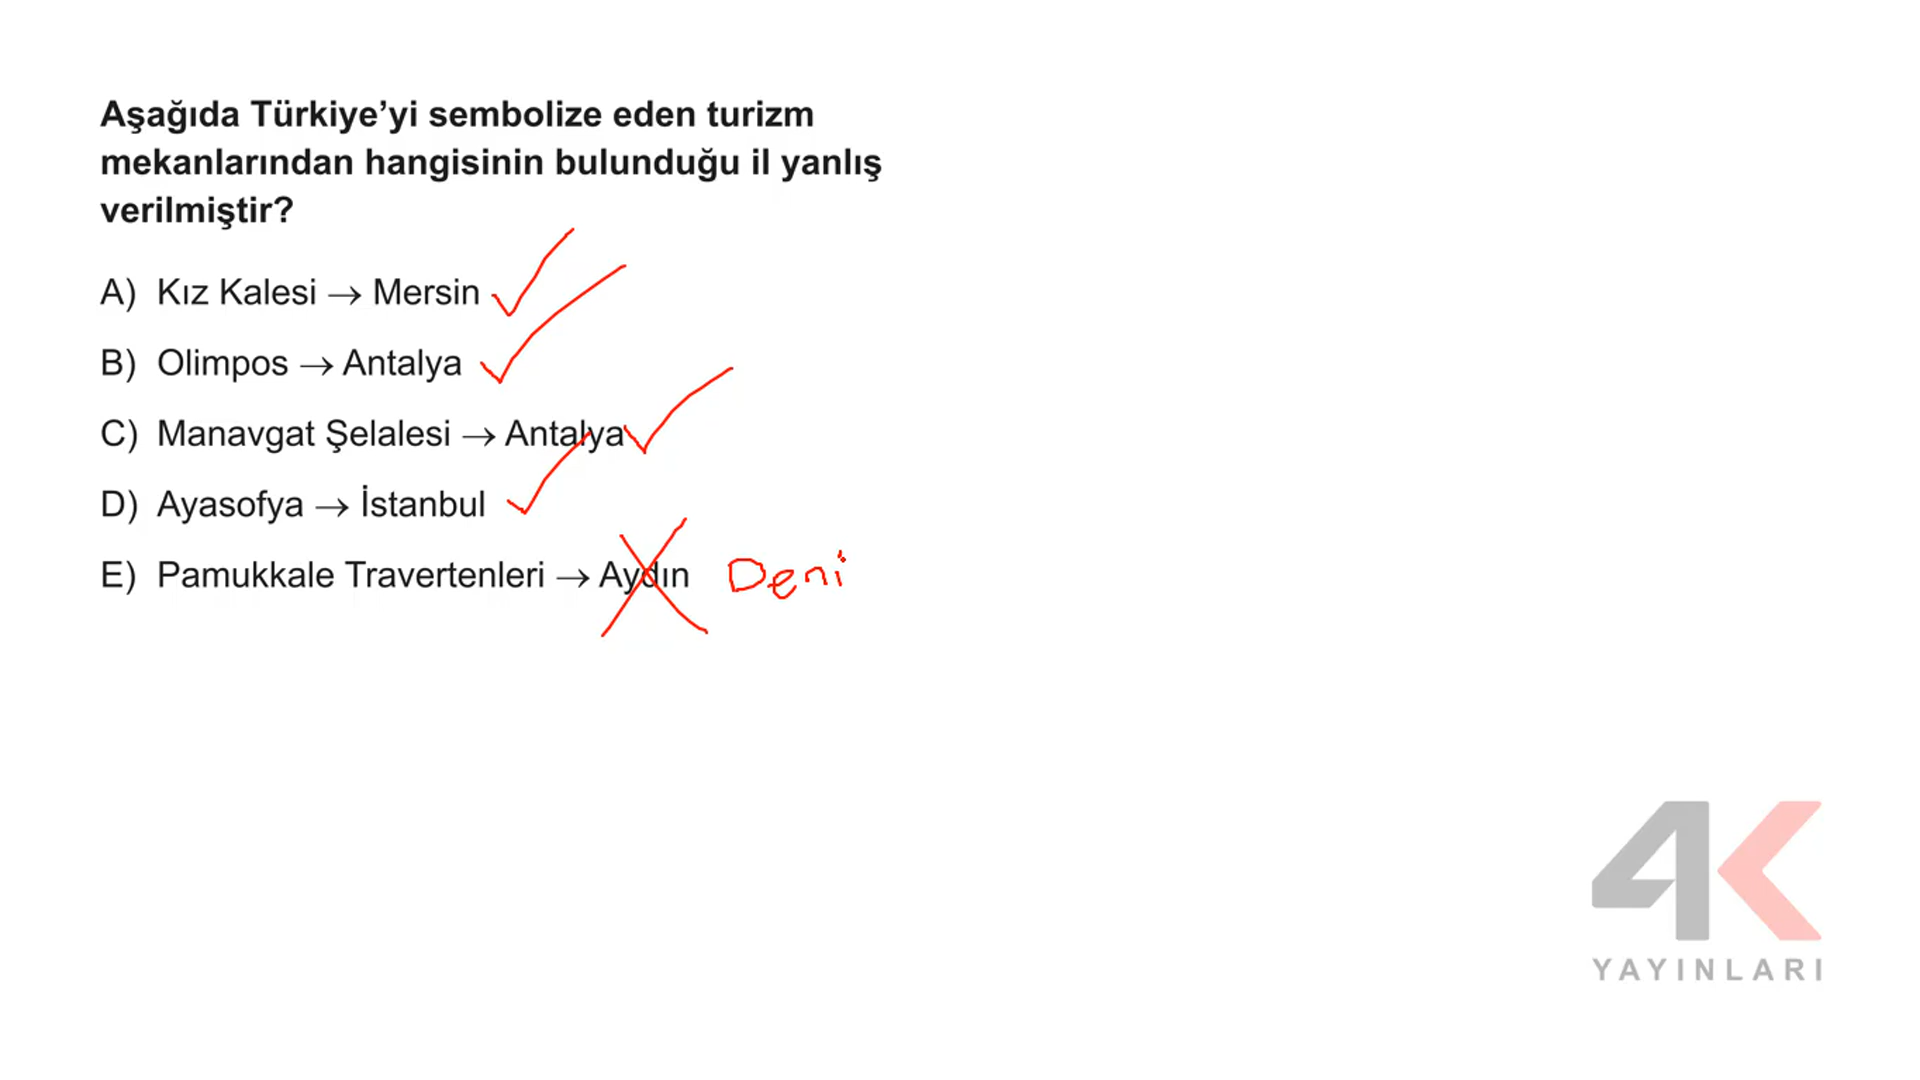 Aşağıda Türkiye’yi sembolize eden turizm
mekanlarından hangisinin bulunduğu il yanlış
verilmiştir?
A) Kız Kalesi → Mersin
B) Olimpos → Antalya
C) Manavgat Şelalesi → Antalya
D) Ayasofya → İstanbul
E) Pamukkale Travertenleri → Aydın Deni
4K
YAYINLARI